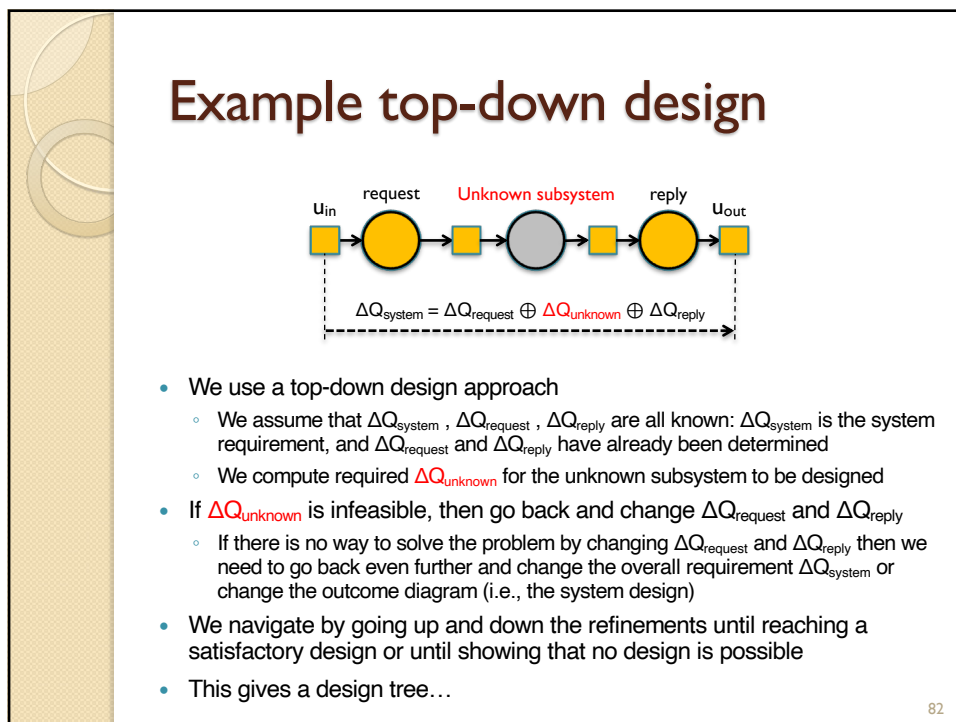 Example top-down design
request Unknown subsystem reply
uin uout
ΔQsystem = ΔQrequest ⊕ ΔQunknown ⊕ ΔQreply
• We use a top-down design approach
◦ We assume that ΔQsystem , ΔQrequest , ΔQreply are all known: ΔQsystem is the system
requirement, and ΔQrequest and ΔQreply have already been determined
◦ We compute required ΔQunknown for the unknown subsystem to be designed
• If ΔQunknown is infeasible, then go back and change ΔQrequest and ΔQreply
◦ If there is no way to solve the problem by changing ΔQrequest and ΔQreply then we
need to go back even further and change the overall requirement ΔQsystem or
change the outcome diagram (i.e., the system design)
• We navigate by going up and down the refinements until reaching a
satisfactory design or until showing that no design is possible
• This gives a design tree…
82